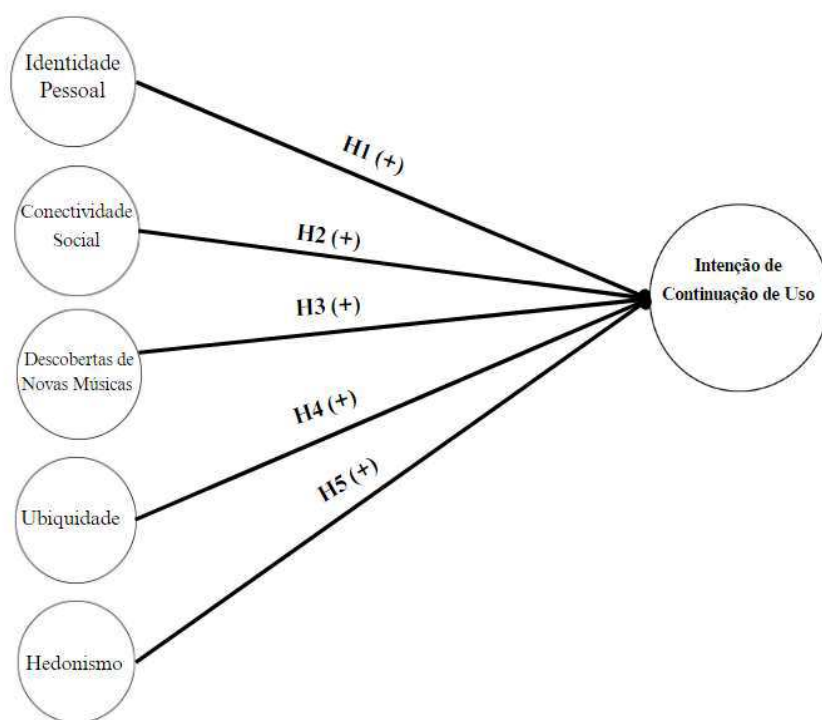 Identidade
Pessoal
H1 (+)
Conectividade
Social
H2 (+)
Intenção de
Continuação de Uso
H3 (+)
Descobertas de
Novas Músicas
H4 (+)
H5 (+)
Ubiquidade
Hedonismo